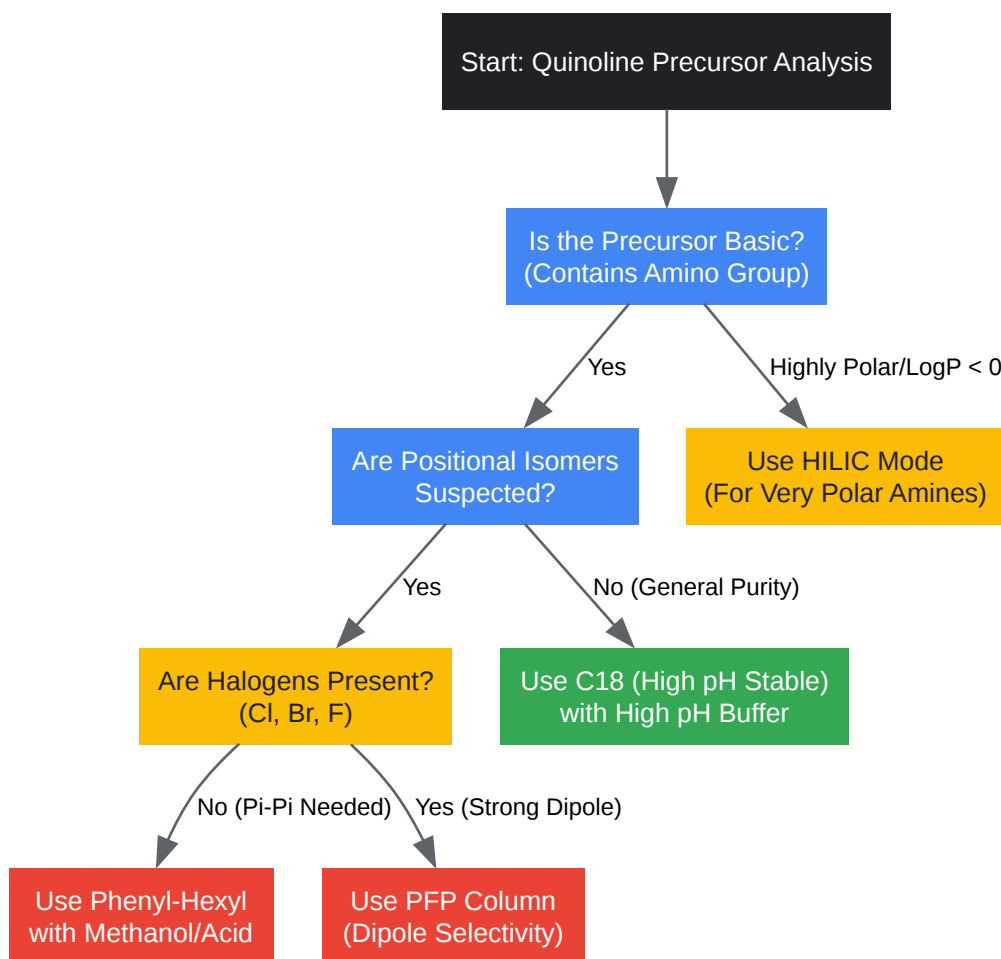 Start: Quinoline Precursor Analysis
Is the Precursor Basic?
(Contains Amino Group)
Yes
Highly Polar/LogP < 0
Are Positional Isomers
Suspected?
Use HILIC Mode
(For Very Polar Amines)
Yes
No (General Purity)
Are Halogens Present?
(Cl, Br, F)
Use C18 (High pH Stable)
with High pH Buffer
No (Pi-Pi Needed)
Yes (Strong Dipole)
Use Phenyl-Hexyl
with Methanol/Acid
Use PFP Column
(Dipole Selectivity)